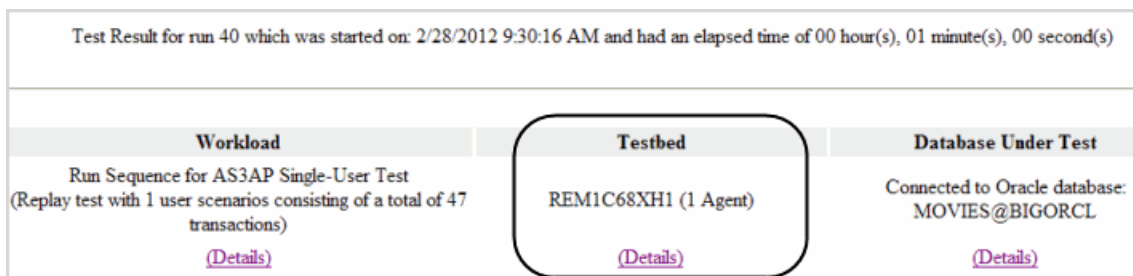 Test Result for run 40 which was started on: 2/28/2012 9:30:16 AM and had an elapsed time of 00 hour(s), 01 minute(s), 00 second(s)
Workload
Run Sequence for AS3AP Single-User Test
(Replay test with 1 user scenarios consisting of a total of 47
transactions)
(Details)
Testbed
REM1C68XH1 (1 Agent)
(Details)
Database Under Test
Connected to Oracle database:
MOVIES@BIGORCL
(Details)